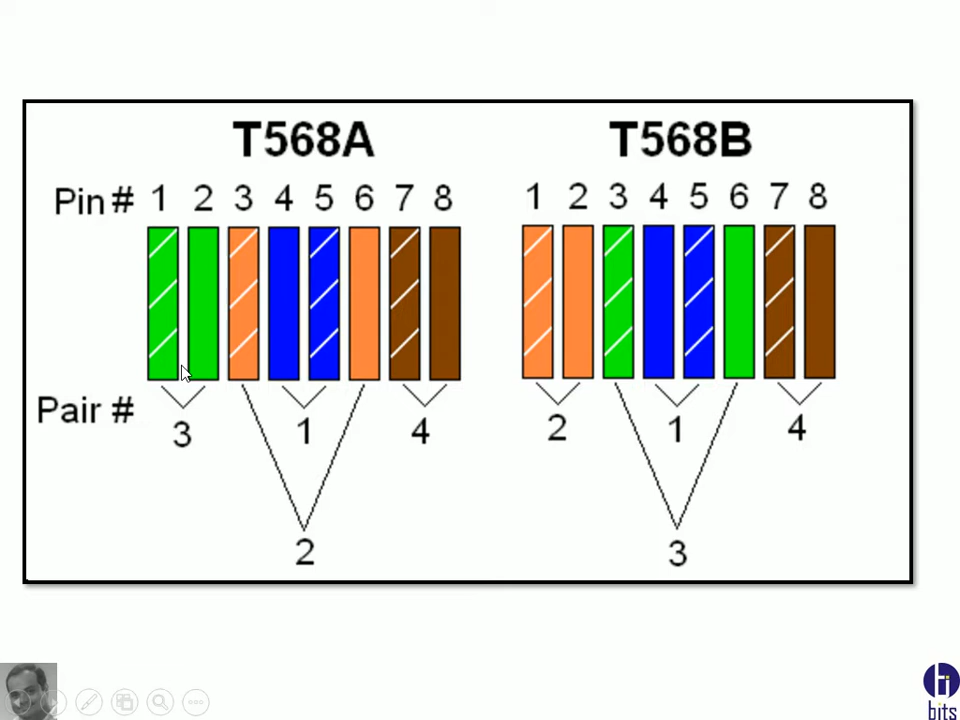 T568A T568B
Pin # 1 2 3 4 5 6 7 8 1 2 3 4 5 6 7 8
Pair # 3 1 4 2 1 4
2 3
bits